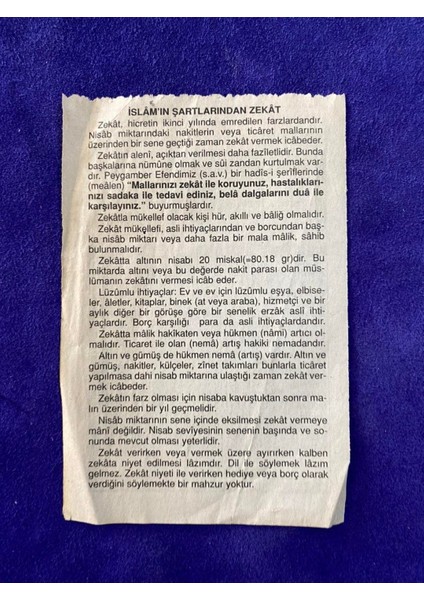 İSLÂM'IN ŞARTLARINDAN ZEKÂT
Zekât, hicretin ikinci yılında emredilen farzlardandır.
Nisâb miktarındaki nakitlerin veya ticâret mallarının
üzerinden bir sene geçtiği zaman zekât vermek icâbeder.
Zekâtın alenî, açıktan verilmesi daha fazîletlidir. Bunda
başkalarına nümûne olmak ve sûi zandan kurtulmak var-
dır. Peygamber Efendimiz (s.a.v.) bir hadîs-i şerîflerinde
(meâlen) "Mallarınızı zekât ile koruyunuz, hastalıkları-
nızı sadaka ile tedavi ediniz, belâ dalgalarını duâ ile
karşılayınız." buyurmuşlardır.
Zekâtla mükellef olacak kişi hür, akıllı ve bâliğ olmalıdır.
Zekât mükellefi, asli ihtiyaçlarından ve borcundan baş-
ka nisâb miktarı veya daha fazla bir mala mâlik, sâhib
bulunmalıdır.
Zekâtta altının nisabı 20 miskal(=80.18 gr)dir. Bu
miktarda altını veya bu değerde nakit parası olan müs-
lümanın zekâtını vermesi icâb eder.
Lüzûmlu ihtiyaçlar: Ev ve ev için lüzûmlu eşya, elbise-
ler, âletler, kitaplar, binek (at veya araba), hizmetçi ve bir
aylık diğer bir görüşe göre bir senelik erzâk aslî ihti-
yaçlardır. Borç karşılığı para da asli ihtiyaçlardandır.
Zekâtta mâlik hakîkaten veya hükmen (nâmî) artıcı ol-
malıdır. Ticaret ile olan (nemâ) artış hakiki nemadandır.
Altın ve gümüş de hükmen nemâ (artış) vardır. Altın ve
gümüş, nakitler, külçeler, zînet takımları bunlarla ticâret
yapılmasa dahi nisab miktarına ulaştığı zaman zekât ver-
mek icâbeder.
Zekâtın farz olması için nisaba kavuştuktan sonra ma-
lın üzerinden bir yıl geçmelidir.
Nisâb miktarının sene içinde eksilmesi zekât vermeye
mânî değildir. Nisab sevîyesinin senenin başında ve so-
nunda mevcut olması yeterlidir.
Zekât verirken veya vermek üzere ayırırken kalben
zekâta niyet edilmesi lâzımdır. Dil ile söylemek lâzım
gelmez. Zekât niyeti ile verirken hediye veya borç olarak
verdiğini söylemekte bir mahzur yoktur.